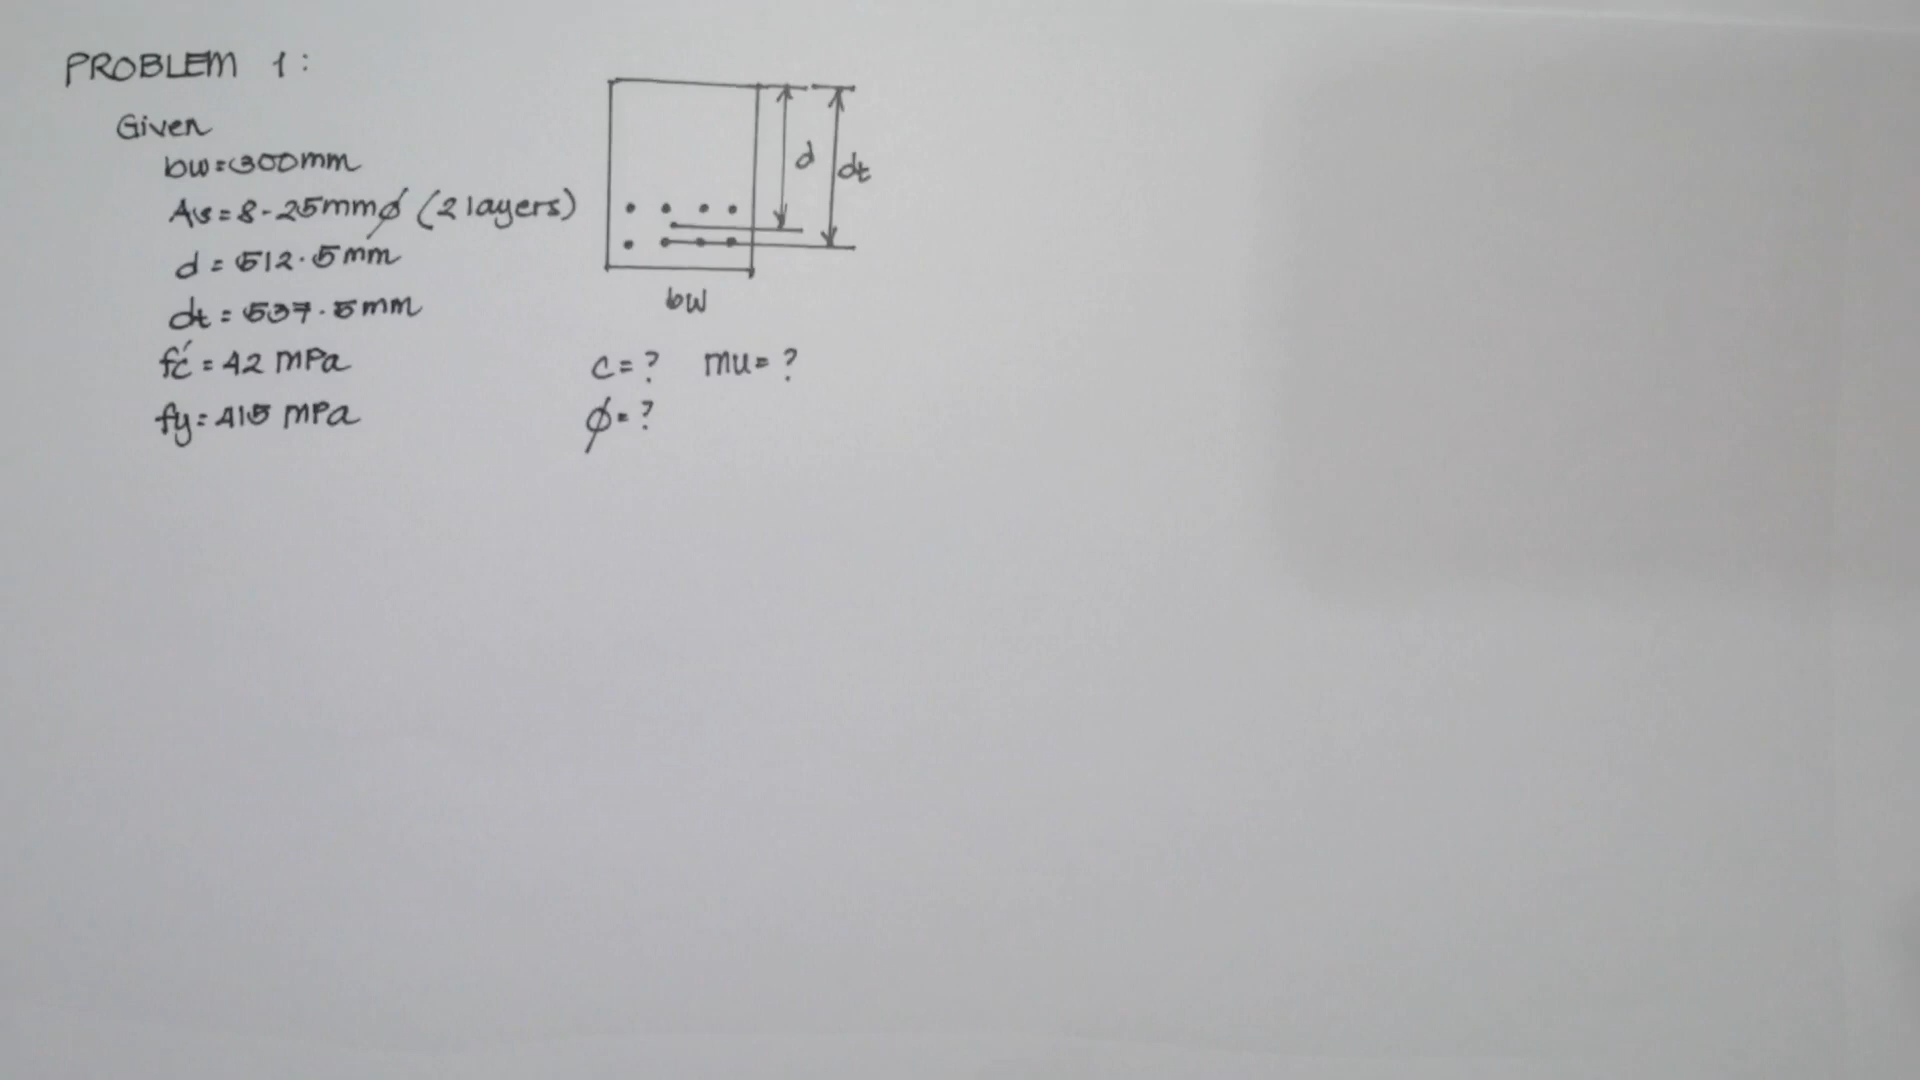 PROBLEM 1:
Given
bw=300mm
As=8-25mmϕ (2 layers)
d=512.5mm
dt=537.5mm
fc'=42 MPa
fy=415 MPa
d
dt
bw
c=? mu=?
ϕ=?